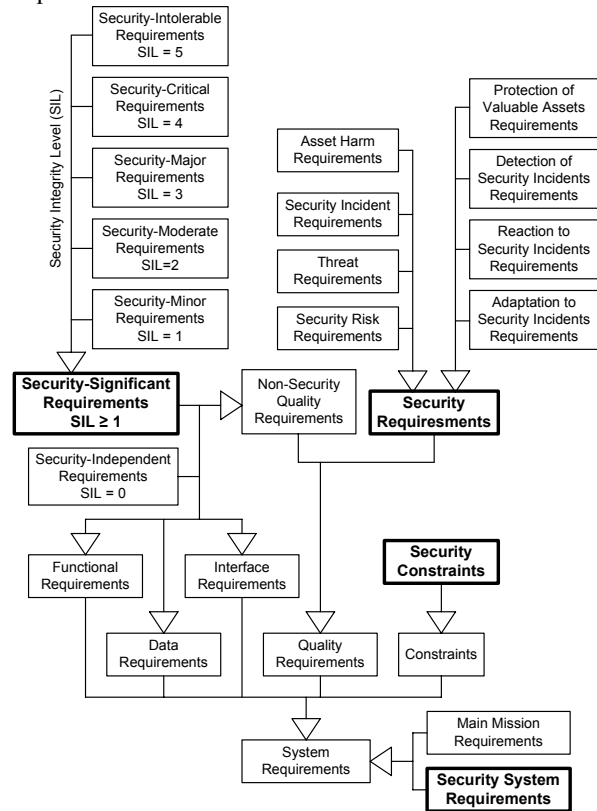 Security-Intolerable
Requirements
SIL = 5
Security-Critical
Requirements
SIL = 4
Security-Major
Requirements
SIL = 3
Security-Moderate
Requirements
SIL=2
Security-Minor
Requirements
SIL = 1
Security Integrity Level (SIL)
Asset Harm
Requirements
Security Incident
Requirements
Threat
Requirements
Security Risk
Requirements
Protection of
Valuable Assets
Requirements
Detection of
Security Incidents
Requirements
Reaction to
Security Incidents
Requirements
Adaptation to
Security Incidents
Requirements
Security-Significant
Requirements
SIL ≥ 1
Non-Security
Quality
Requirements
Security
Requiresments
Security-Independent
Requirements
SIL = 0
Functional
Requirements
Interface
Requirements
Security
Constraints
Data
Requirements
Quality
Requirements
Constraints
System
Requirements
Main Mission
Requirements
Security System
Requirements